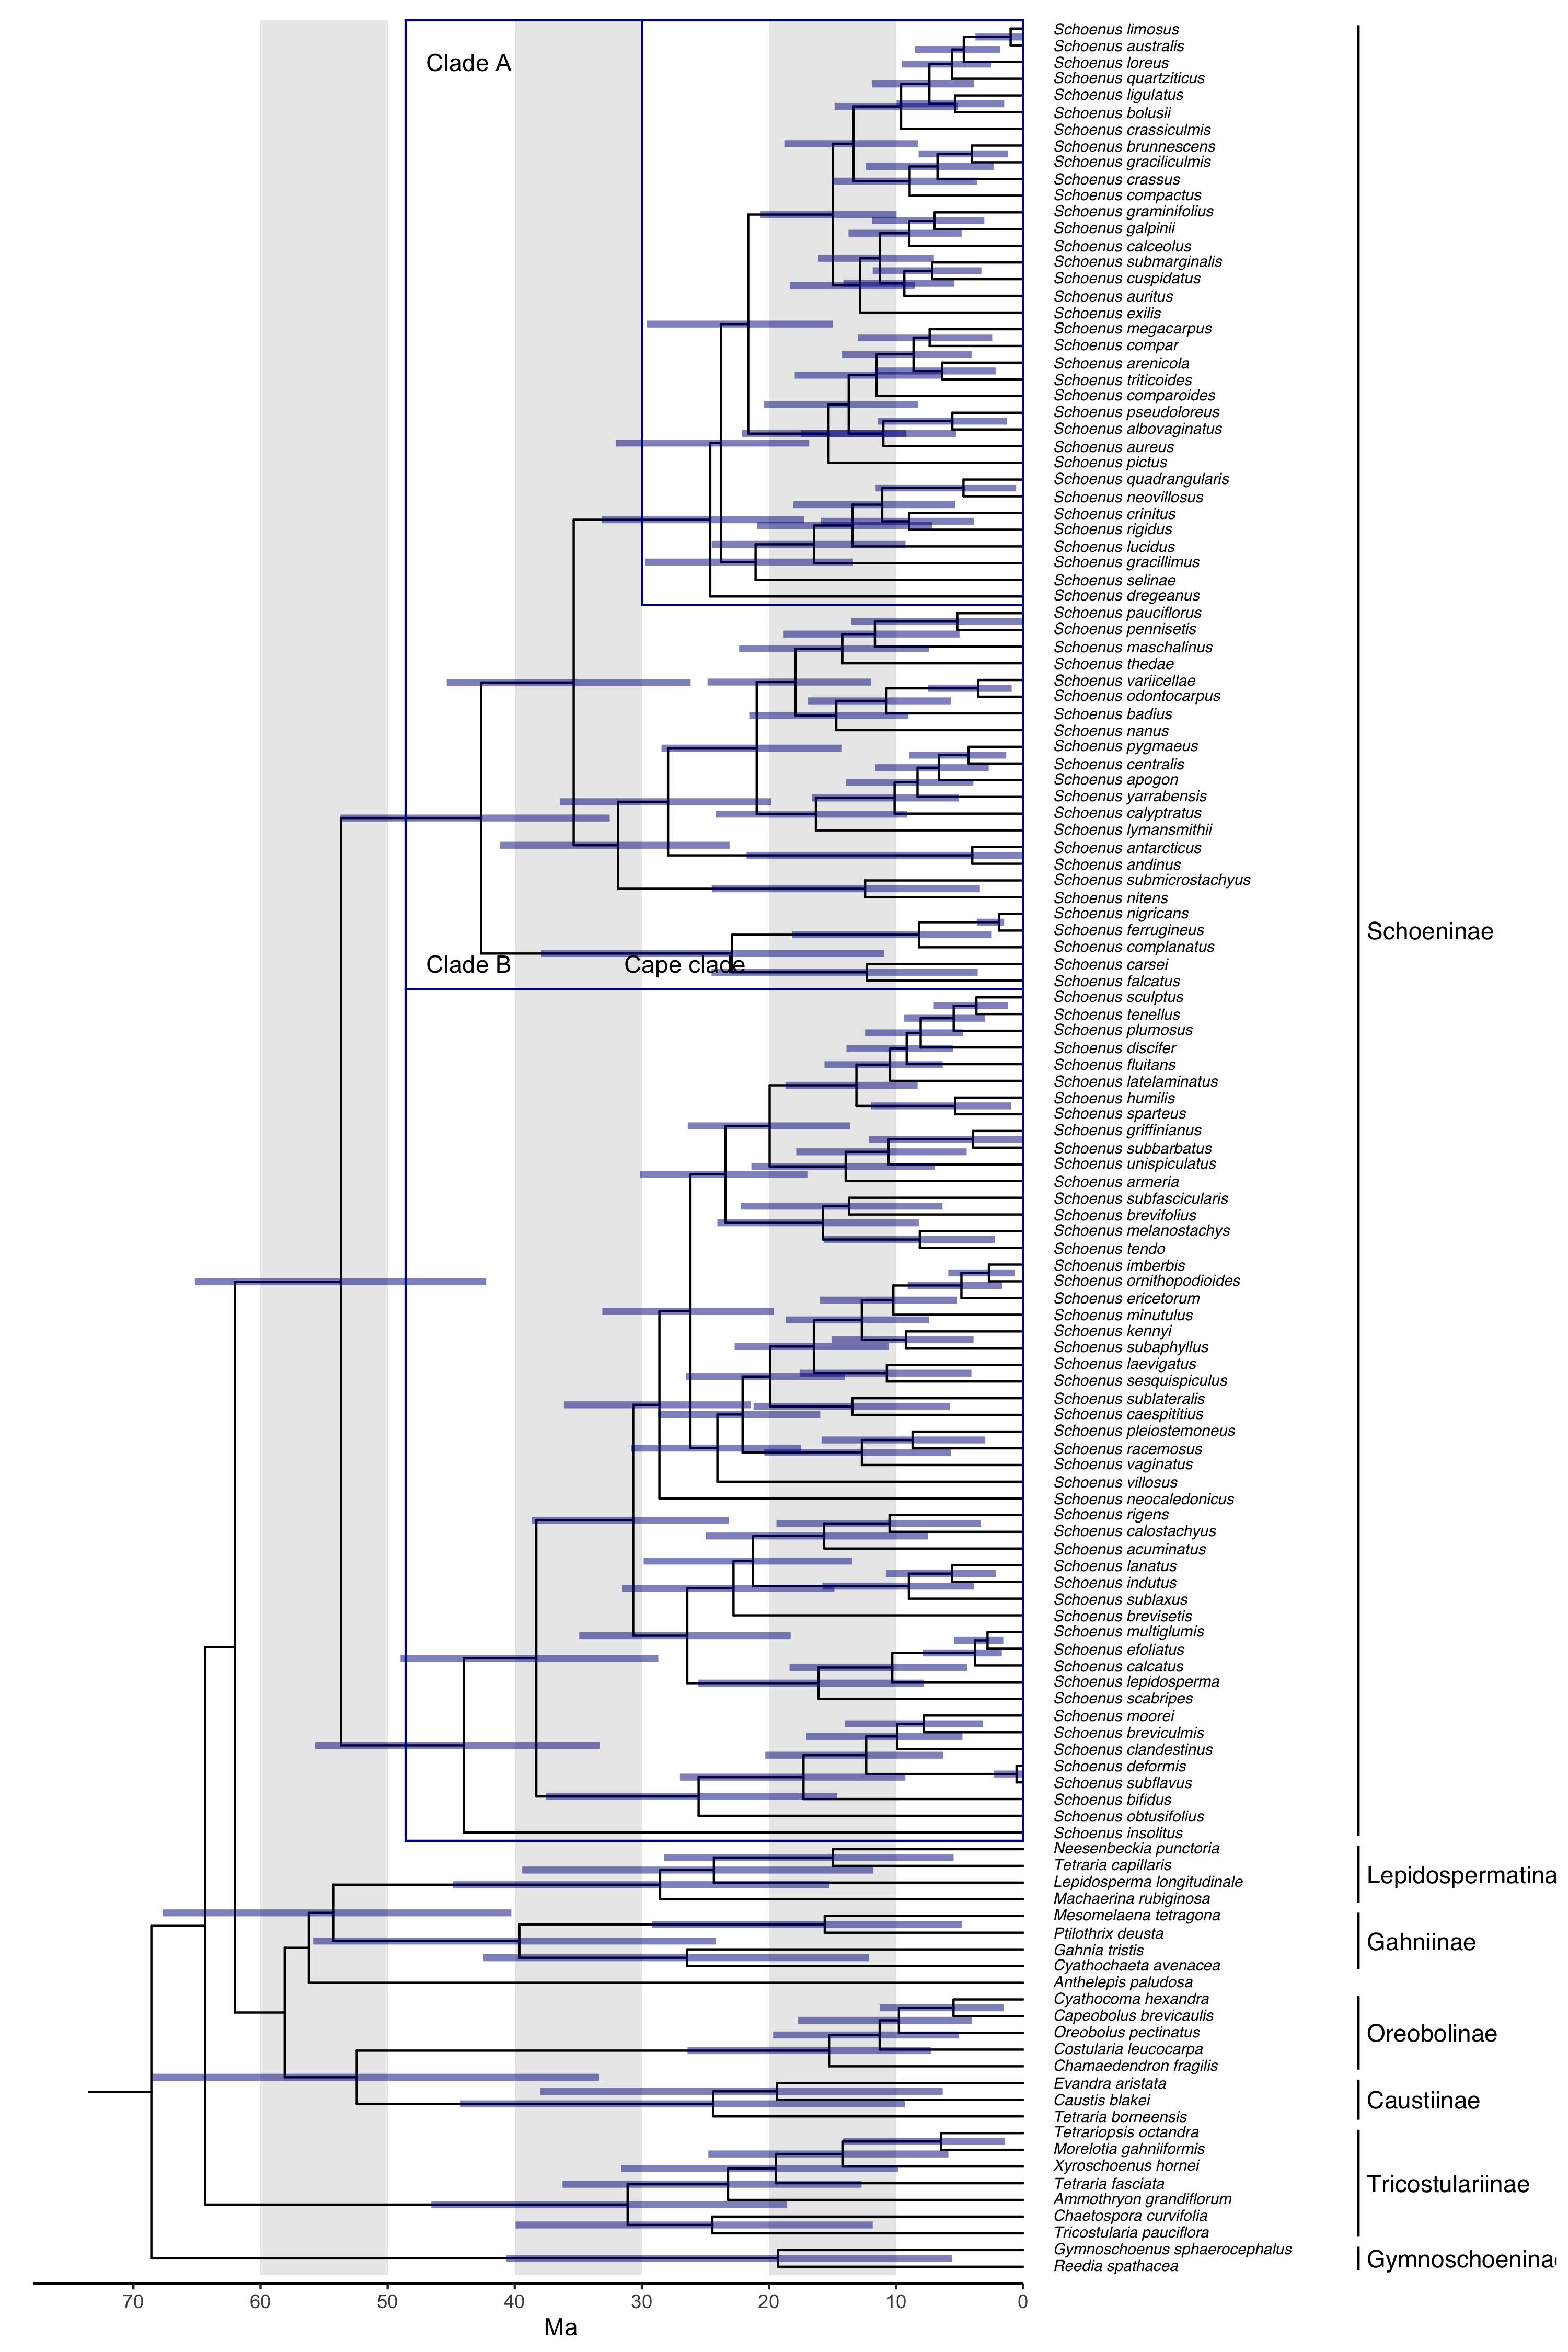 Clade A
Schoenus limosus
Schoenus australis
Schoenus loreus
Schoenus quartziticus
Schoenus ligulatus
Schoenus bolusii
Schoenus crassiculmis
Schoenus brunnescens
Schoenus graciliculmis
Schoenus crassus
Schoenus compactus
Schoenus graminifolius
Schoenus galpinii
Schoenus calceolus
Schoenus submarginalis
Schoenus cuspidatus
Schoenus auritus
Schoenus exilis
Schoenus megacarpus
Schoenus compar
Schoenus arenicola
Schoenus triticoides
Schoenus comparoides
Schoenus pseudoloreus
Schoenus albovaginatus
Schoenus aureus
Schoenus pictus
Schoenus quadrangularis
Schoenus neovillosus
Schoenus crinitus
Schoenus rigidus
Schoenus lucidus
Schoenus gracillimus
Schoenus selinae
Schoenus dregeanus
Schoenus pauciflorus
Schoenus pennisetis
Schoenus maschalinus
Schoenus thedae
Schoenus variicellae
Schoenus odontocarpus
Schoenus badius
Schoenus nanus
Schoenus pygmaeus
Schoenus centralis
Schoenus apogon
Schoenus yarrabensis
Schoenus calyptratus
Schoenus lymansmithii
Schoenus antarcticus
Schoenus andinus
Schoenus submicrostachyus
Schoenus nitens
Schoenus nigricans
Schoenus ferrugineus
Schoeninae
Schoenus complanatus
Clade B
Cape clade
Schoenus carsei
Schoenus falcatus
Schoenus sculptus
Schoenus tenellus
Schoenus plumosus
Schoenus discifer
Schoenus fluitans
Schoenus latelaminatus
Schoenus humilis
Schoenus sparteus
Schoenus griffinianus
Schoenus subbarbatus
Schoenus unispiculatus
Schoenus armeria
Schoenus subfascicularis
Schoenus brevifolius
Schoenus melanostachys
Schoenus tendo
Schoenus imberbis
Schoenus ornithopodioides
Schoenus ericetorum
Schoenus minutulus
Schoenus kennyi
Schoenus subaphyllus
Schoenus laevigatus
Schoenus sesquispiculus
Schoenus sublateralis
Schoenus caespititius
Schoenus pleiostemoneus
Schoenus racemosus
Schoenus vaginatus
Schoenus villosus
Schoenus neocaledonicus
Schoenus rigens
Schoenus calostachyus
Schoenus acuminatus
Schoenus lanatus
Schoenus indutus
Schoenus sublaxus
Schoenus brevisetis
Schoenus multiglumis
Schoenus efoliatus
Schoenus calcatus
Schoenus lepidosperma
Schoenus scabripes
Schoenus moorei
Schoenus breviculmis
Schoenus clandestinus
Schoenus deformis
Schoenus subflavus
Schoenus bifidus
Schoenus obtusifolius
Schoenus insolitus
Neesenbeckia punctoria
Tetraria capillaris
Lepidospermatina
Lepidosperma longitudinale
Machaerina rubiginosa
Mesomelaena tetragona
Ptilothrix deusta
Gahniinae
Gahnia tristis
Cyathochaeta avenacea
Anthelepis paludosa
Cyathocoma hexandra
Capeobolus brevicaulis
Oreobolus pectinatus
Oreobolinae
Costularia leucocarpa
Chamaedendron fragilis
Evandra aristata
Caustis blakei
Caustiinae
Tetraria borneensis
Tetrariopsis octandra
Morelotia gahniiformis
Xyroschoenus hornei
Tetraria fasciata
Tricostulariinae
Ammothryon grandiflorum
Chaetospora curvifolia
Tricostularia pauciflora
Gymnoschoenus sphaerocephalus
Gymnoschoenina
Reedia spathacea
70 60 50 40 30 20 10 0
Ma